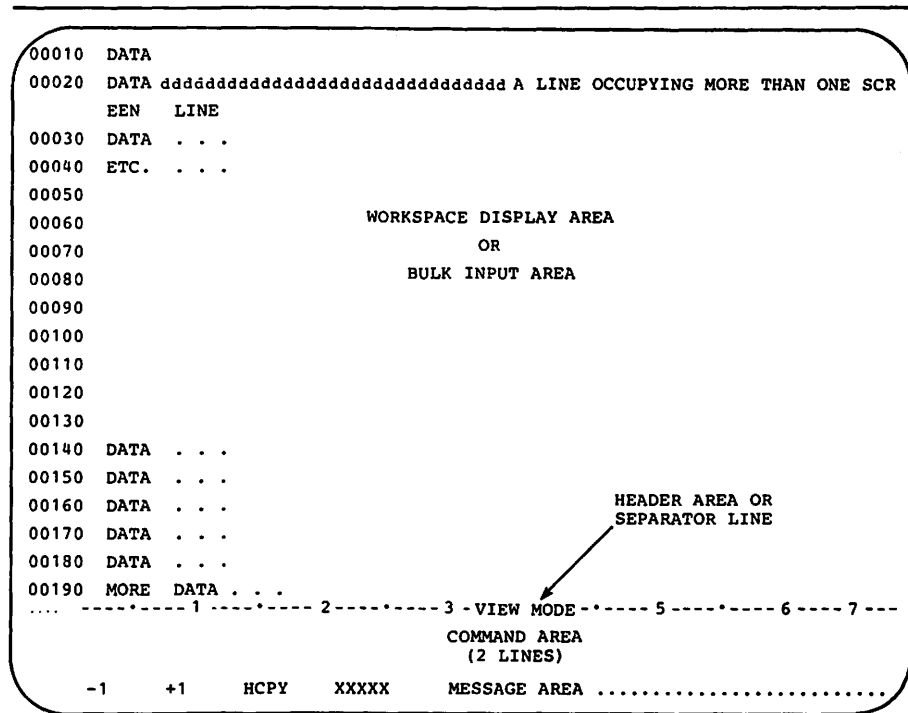 00010 DATA
00020 DATA dddddddddddddddddddddddddddddddd A LINE OCCUPYING MORE THAN ONE SCR
EEN LINE
00030 DATA . . .
00040 ETC. . . .
00050
00060 WORKSPACE DISPLAY AREA
00070 OR
00080 BULK INPUT AREA
00090
00100
00110
00120
00130
00140 DATA . . .
00150 DATA . . .
00160 DATA . . . HEADER AREA OR
00170 DATA . . . SEPARATOR LINE
00180 DATA . . .
00190 MORE DATA . . .
.... ----•---- 1 ----•---- 2 ----•---- 3 - VIEW MODE -•---- 5 ----•---- 6 ---- 7 ---
COMMAND AREA
(2 LINES)
-1 +1 HCPY XXXXX MESSAGE AREA ..........................